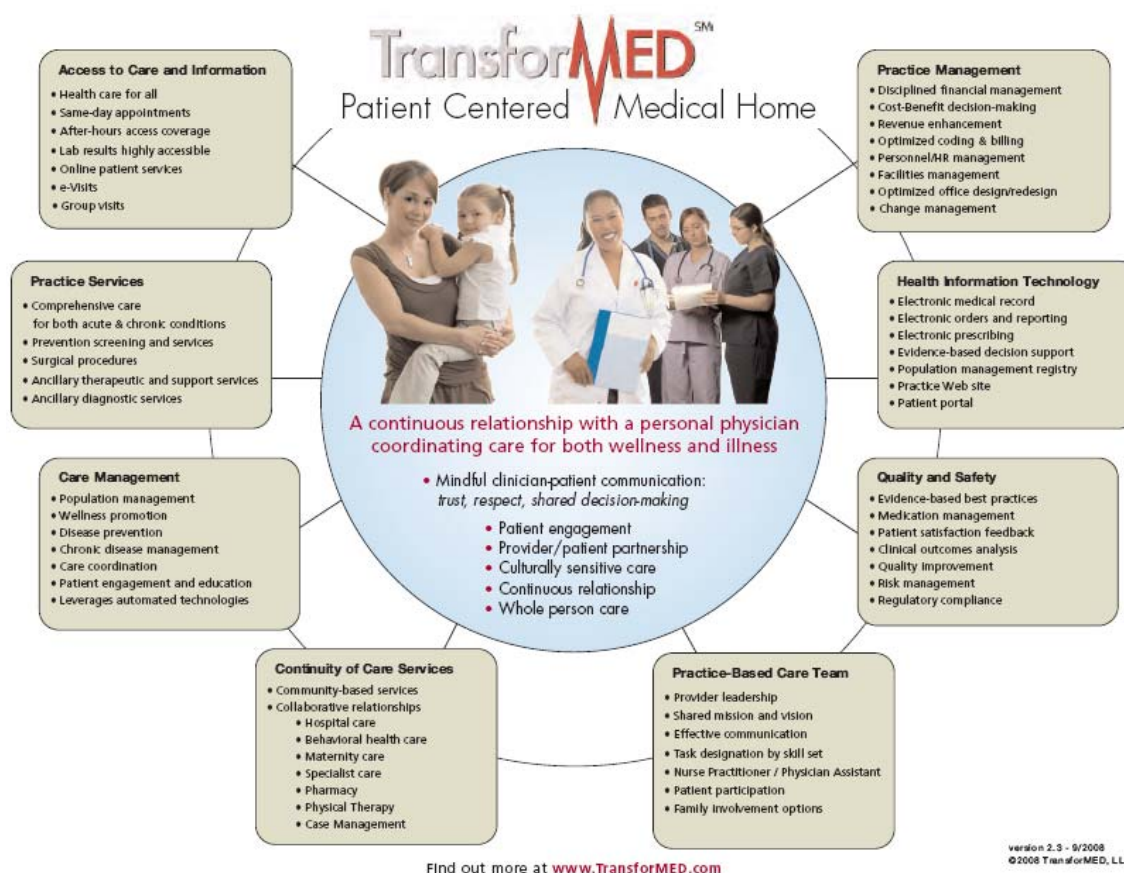 TransforMED SM
Patient Centered Medical Home
Access to Care and Information
• Health care for all
• Same-day appointments
• After-hours access coverage
• Lab results highly accessible
• Online patient services
• e-Visits
• Group visits
Practice Management
• Disciplined financial management
• Cost-Benefit decision-making
• Revenue enhancement
• Optimized coding & billing
• Personnel/HR management
• Facilities management
• Optimized office design/redesign
• Change management
Practice Services
• Comprehensive care
for both acute & chronic conditions
• Prevention screening and services
• Surgical procedures
• Ancillary therapeutic and support services
• Ancillary diagnostic services
Health Information Technology
• Electronic medical record
• Electronic orders and reporting
• Electronic prescribing
• Evidence-based decision support
• Population management registry
• Practice Web site
• Patient portal
A continuous relationship with a personal physician
coordinating care for both wellness and illness
• Mindful clinician-patient communication:
trust, respect, shared decision-making
• Patient engagement
• Provider/patient partnership
• Culturally sensitive care
• Continuous relationship
• Whole person care
Care Management
• Population management
• Wellness promotion
• Disease prevention
• Chronic disease management
• Care coordination
• Patient engagement and education
• Leverages automated technologies
Quality and Safety
• Evidence-based best practices
• Medication management
• Patient satisfaction feedback
• Clinical outcomes analysis
• Quality improvement
• Risk management
• Regulatory compliance
Continuity of Care Services
• Community-based services
• Collaborative relationships
• Hospital care
• Behavioral health care
• Maternity care
• Specialist care
• Pharmacy
• Physical Therapy
• Case Management
Practice-Based Care Team
• Provider leadership
• Shared mission and vision
• Effective communication
• Task designation by skill set
• Nurse Practitioner / Physician Assistant
• Patient participation
• Family involvement options
Find out more at www.TransforMED.com
version 2.3 - 9/2008
©2008 TransforMED, LL